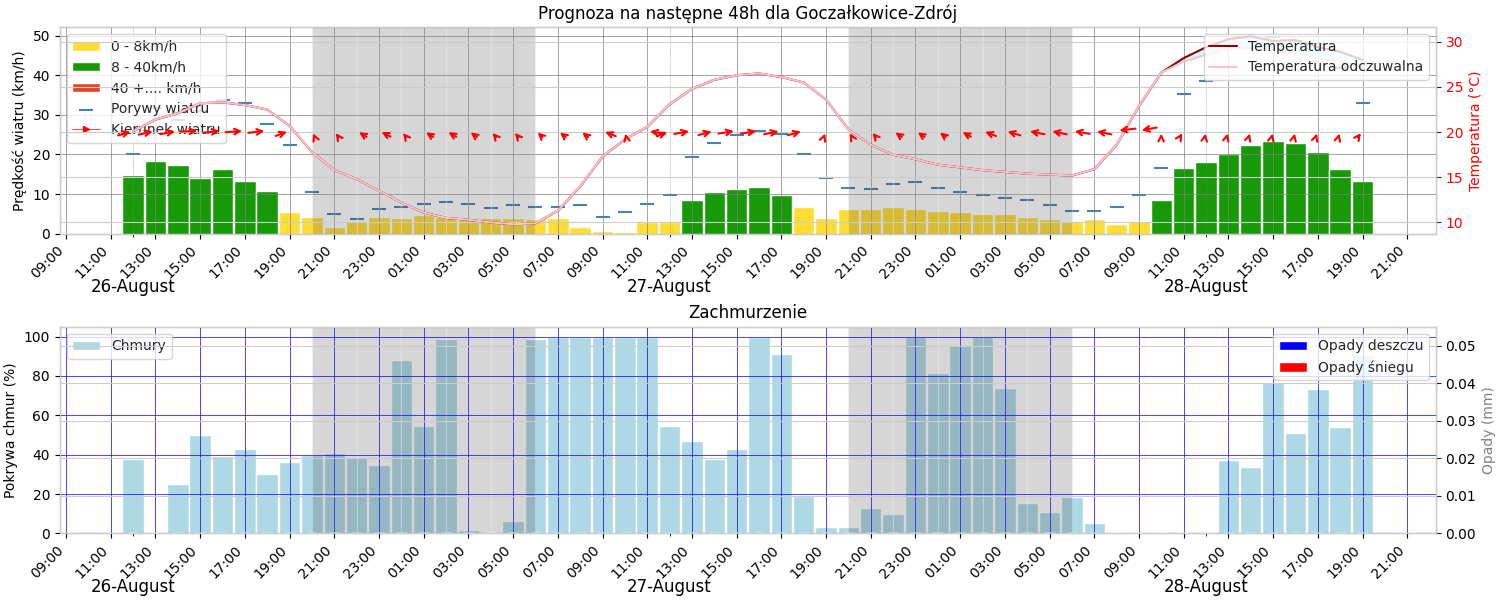 Prognoza na następne 48h dla Goczałkowice-Zdrój
Prędkość wiatru (km/h)
50
40
30
20
10
0
0 - 8km/h
8 - 40km/h
40 +.... km/h
Porywy wiatru
Kierunek wiatru
Temperatura
Temperatura odczuwalna
30
25
20
15
10
Temperatura (°C)
09:00 11:00 13:00 15:00 17:00 19:00 21:00 23:00 01:00 03:00 05:00 07:00 09:00 11:00 13:00 15:00 17:00 19:00 21:00 23:00 01:00 03:00 05:00 07:00 09:00 11:00 13:00 15:00 17:00 19:00 21:00
26-August 27-August 28-August
Zachmurzenie
Pokrywa chmur (%)
100
80
60
40
20
0
Chmury
Opady deszczu
Opady śniegu
0.05
0.04
0.03
0.02
0.01
0.00
Opady (mm)
09:00 11:00 13:00 15:00 17:00 19:00 21:00 23:00 01:00 03:00 05:00 07:00 09:00 11:00 13:00 15:00 17:00 19:00 21:00 23:00 01:00 03:00 05:00 07:00 09:00 11:00 13:00 15:00 17:00 19:00 21:00
26-August 27-August 28-August